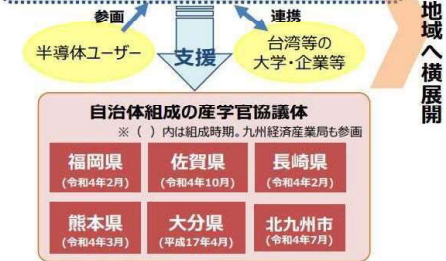 参画
連携
半導体ユーザー
支援
台湾等の
大学・企業等
地域へ横展開
自治体組成の産学官協議体
※（ ）内は組成時期。九州経済産業局も参画
福岡県
(令和4年2月)
佐賀県
(令和4年10月)
長崎県
(令和4年2月)
熊本県
(令和4年3月)
大分県
(平成17年4月)
北九州市
(令和4年7月)